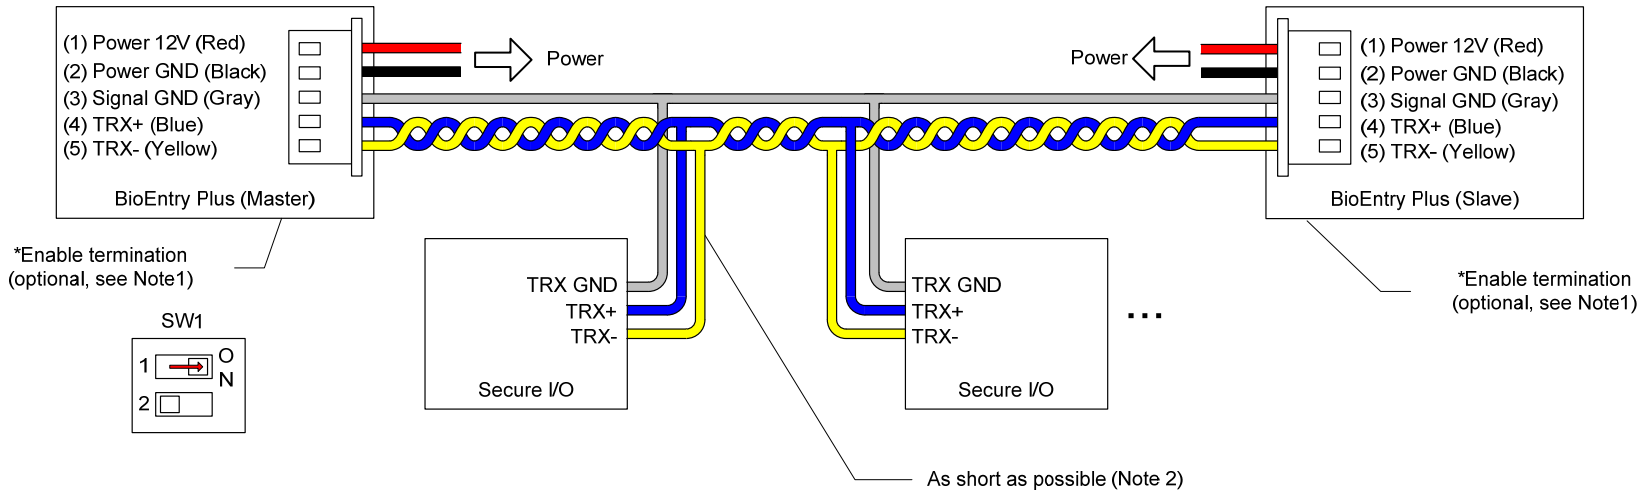 (1) Power 12V (Red)
(2) Power GND (Black)
(3) Signal GND (Gray)
(4) TRX+ (Blue)
(5) TRX- (Yellow)
BioEntry Plus (Master)
Power
Power
(1) Power 12V (Red)
(2) Power GND (Black)
(3) Signal GND (Gray)
(4) TRX+ (Blue)
(5) TRX- (Yellow)
BioEntry Plus (Slave)
*Enable termination
(optional, see Note1)
SW1
1
O
N
2
TRX GND
TRX+
TRX-
Secure I/O
TRX GND
TRX+
TRX-
Secure I/O
...
*Enable termination
(optional, see Note1)
As short as possible (Note 2)